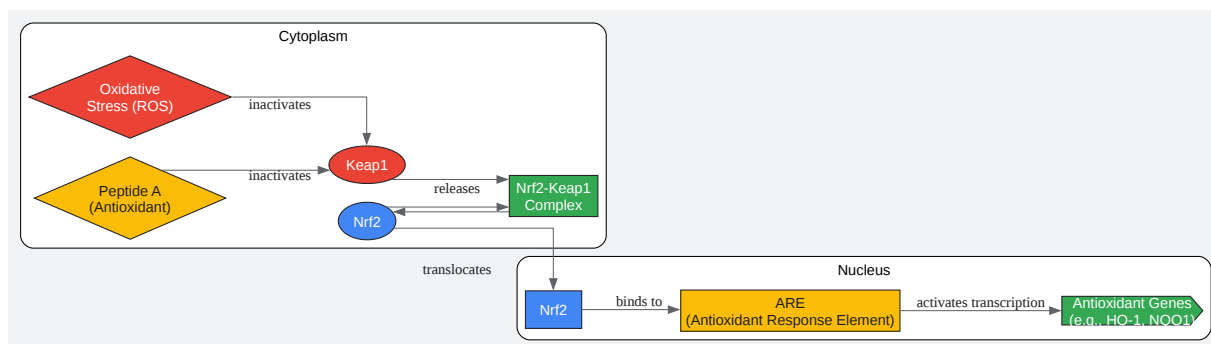 Cytoplasm
Oxidative
Stress (ROS)
inactivates
Keap1
Peptide A
(Antioxidant)
inactivates
releases
Nrf2-Keap1
Complex
Nrf2
translocates
Nucleus
Nrf2
binds to
ARE
(Antioxidant Response Element)
activates transcription
Antioxidant Genes
(e.g., HO-1, NQO1)